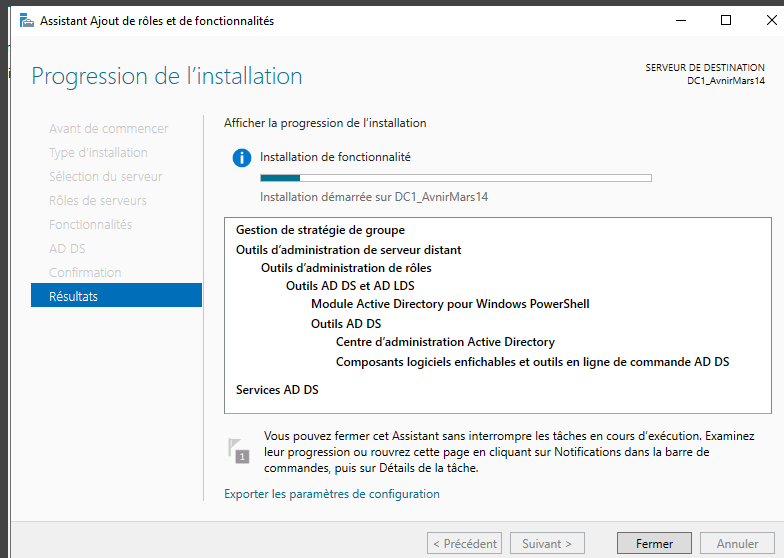 Assistant Ajout de rôles et de fonctionnalités
Progression de l'installation
SERVEUR DE DESTINATION
DC1_AvnirMars14
Avant de commencer
Type d'installation
Sélection du serveur
Rôles de serveurs
Fonctionnalités
AD DS
Confirmation
Résultats
Afficher la progression de l'installation
Installation de fonctionnalité
Installation démarrée sur DC1_AvnirMars14
Gestion de stratégie de groupe
Outils d'administration de serveur distant
Outils d'administration de rôles
Outils AD DS et AD LDS
Module Active Directory pour Windows PowerShell
Outils AD DS
Centre d'administration Active Directory
Composants logiciels enfichables et outils en ligne de commande AD DS
Services AD DS
1
Vous pouvez fermer cet Assistant sans interrompre les tâches en cours d'exécution. Examinez
leur progression ou rouvrez cette page en cliquant sur Notifications dans la barre de
commandes, puis sur Détails de la tâche.
Exporter les paramètres de configuration
< Précédent
Suivant >
Fermer
Annuler